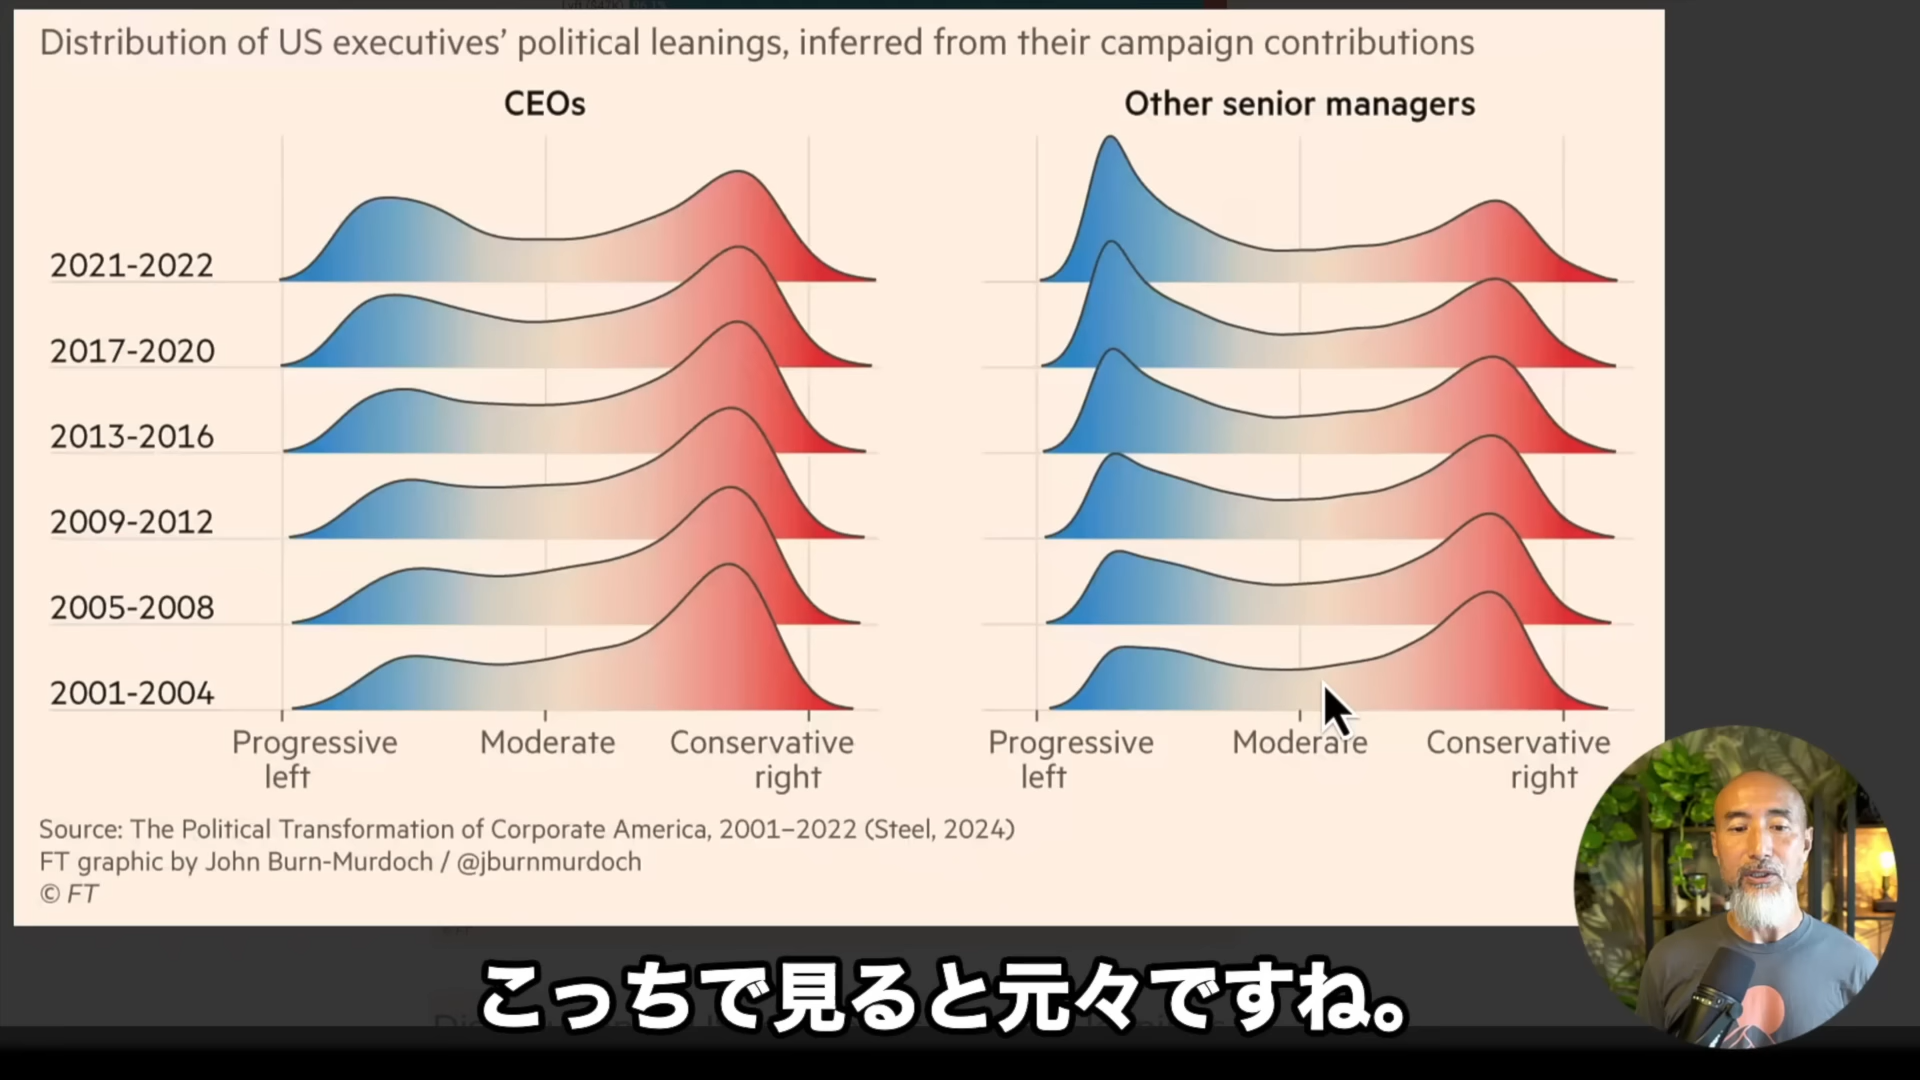 Distribution of US executives’ political leanings, inferred from their campaign contributions
CEOs
Other senior managers
2021-2022
2017-2020
2013-2016
2009-2012
2005-2008
2001-2004
Progressive left
Moderate
Conservative right
Progressive left
Moderate
Conservative right
Source: The Political Transformation of Corporate America, 2001–2022 (Steel, 2024)
FT graphic by John Burn-Murdoch / @jburnmurdoch
© FT
こっちで見ると元々ですね。